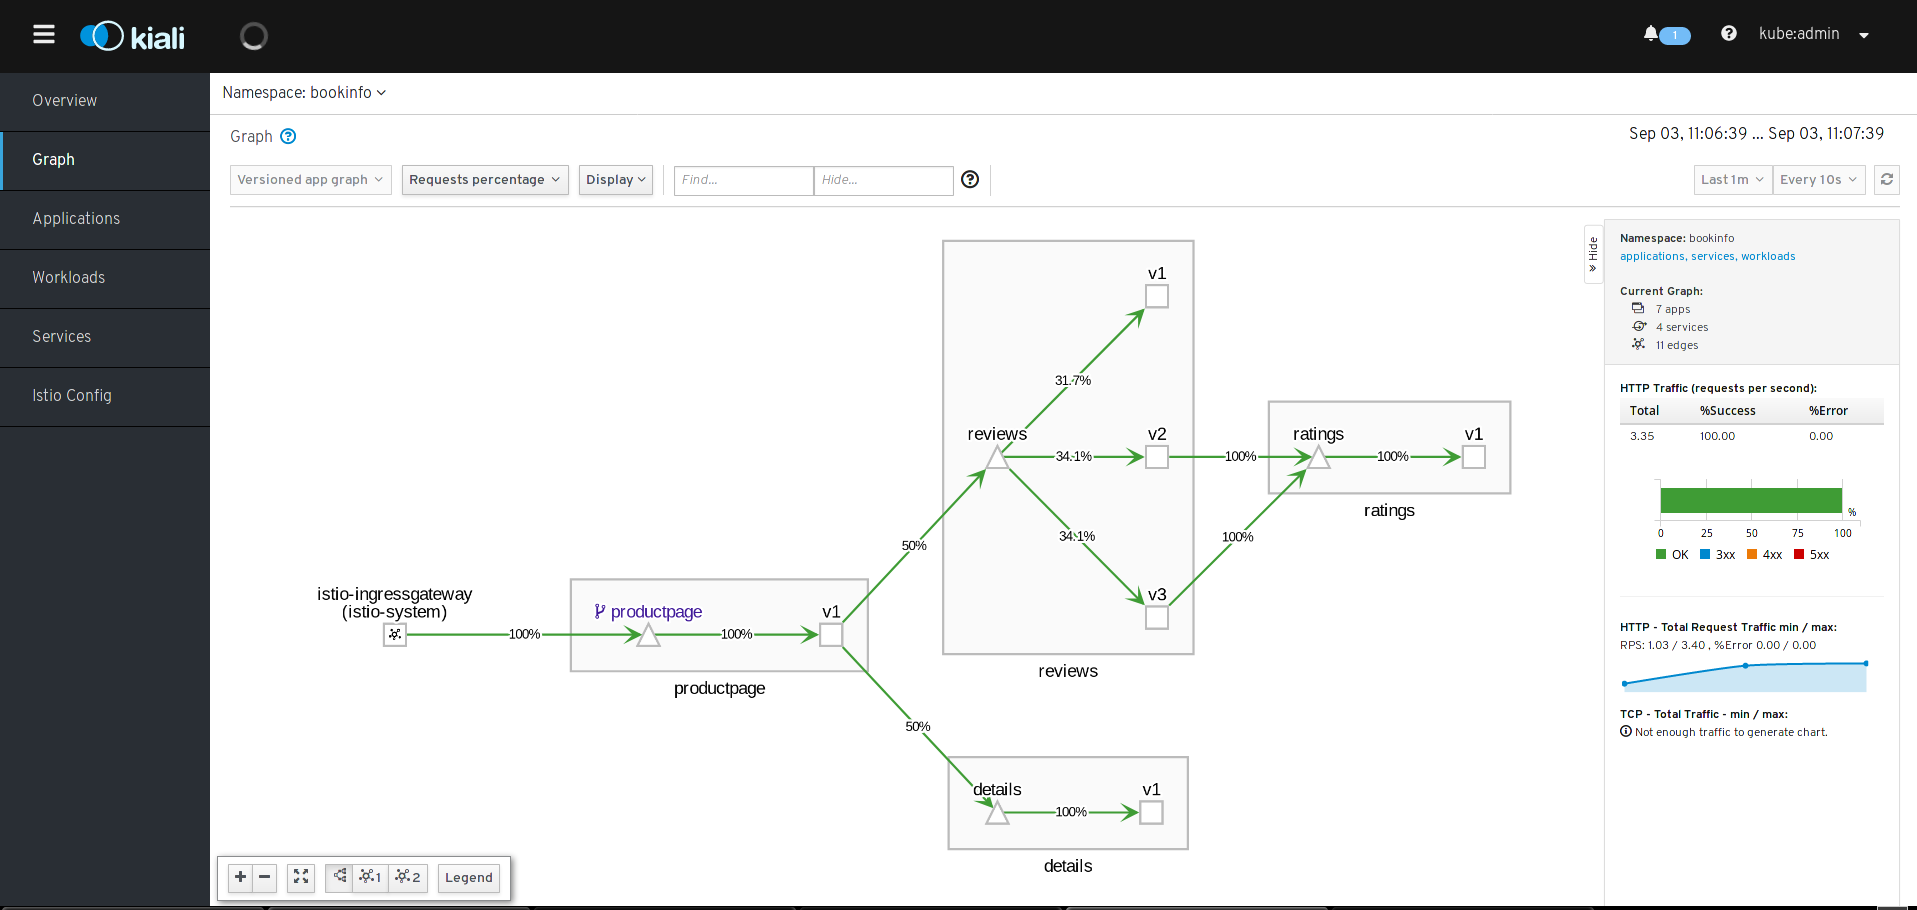 kiali
1
kube:admin
Overview
Graph
Applications
Workloads
Services
Istio Config
Namespace: bookinfo
Graph
Sep 03, 11:06:39 ... Sep 03, 11:07:39
Versioned app graph
Requests percentage
Display
Find...
Hide...
Last 1m
Every 10s
v1
31.7%
reviews
34.1%
v2
100%
ratings
100%
v1
ratings
34.1%
100%
50%
v3
reviews
istio-ingressgateway
(istio-system)
100%
productpage
100%
v1
productpage
50%
details
100%
v1
details
1
2
Legend
Hide
Namespace: bookinfo
applications, services, workloads
Current Graph:
7 apps
4 services
11 edges
HTTP Traffic (requests per second):
Total %Success %Error
3.35 100.00 0.00
%
0 25 50 75 100
OK 3xx 4xx 5xx
HTTP - Total Request Traffic min / max:
RPS: 1.03 / 3.40 , %Error 0.00 / 0.00
TCP - Total Traffic - min / max:
Not enough traffic to generate chart.